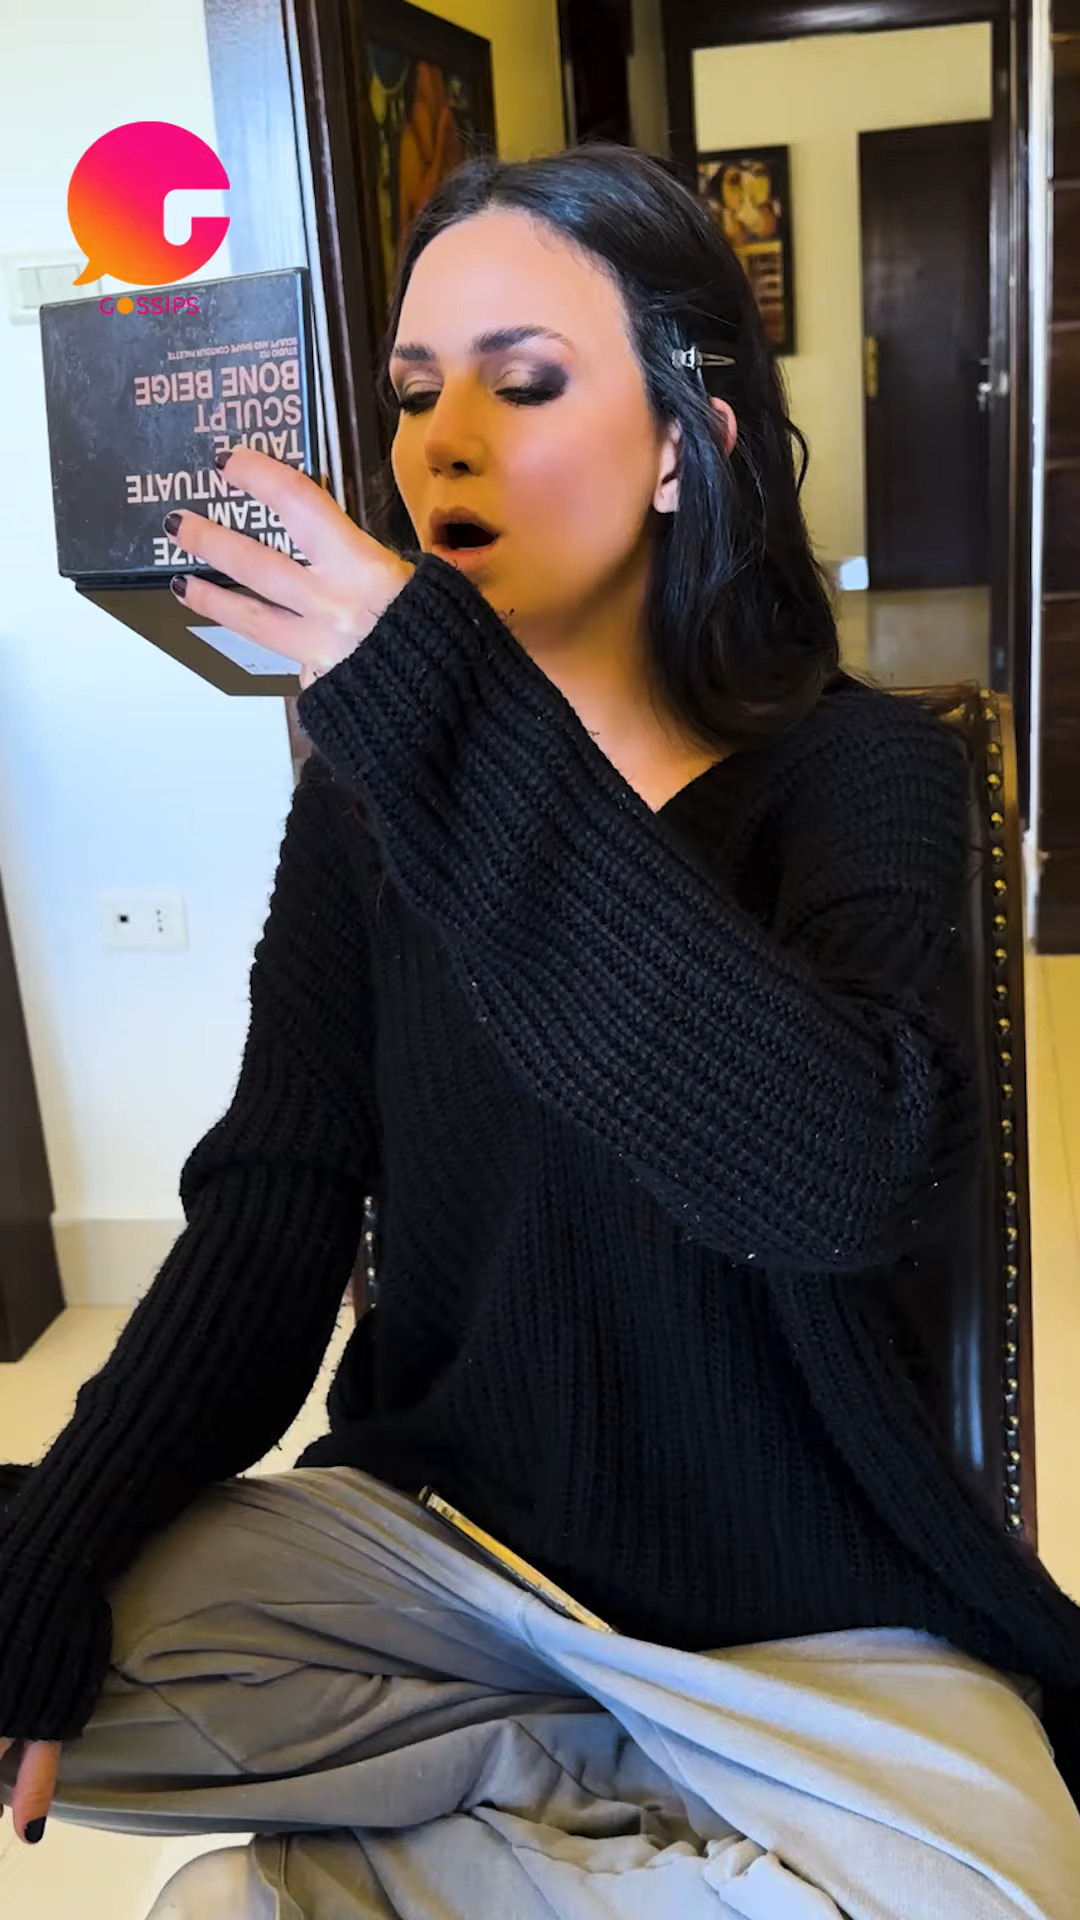 GOSSIPS
STUDIO FIX
SCULPT AND SHAPE CONTOUR PALETTE
BONE BEIGE
SCULPT
TAUPE